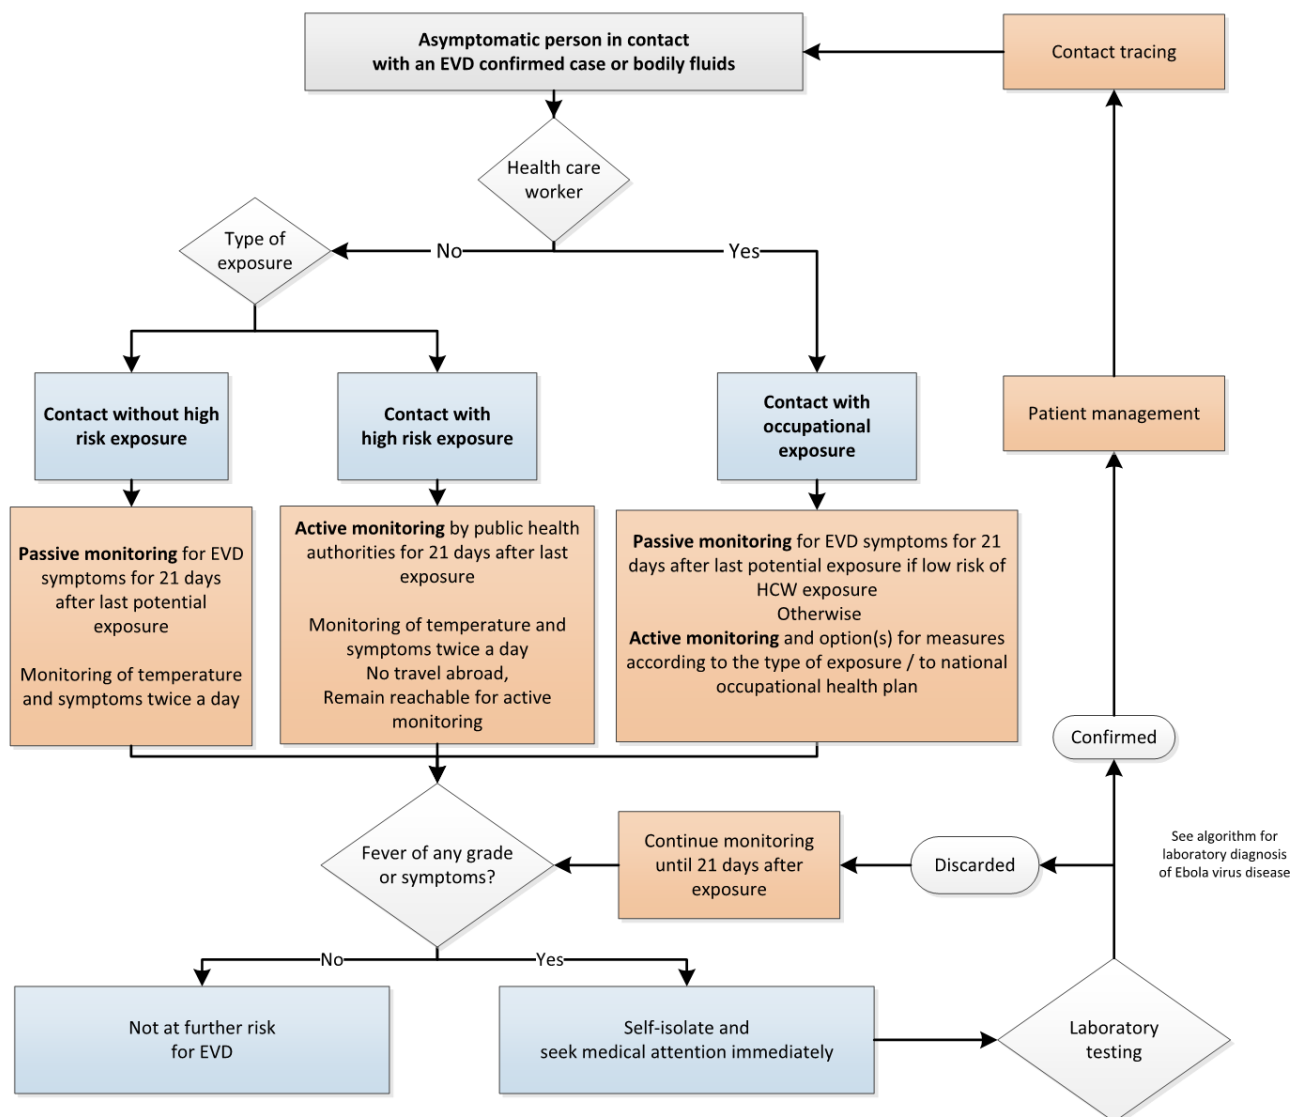 Asymptomatic person in contact
with an EVD confirmed case or bodily fluids
Contact tracing
Health care
worker
Type of
exposure
No
Yes
Contact without high
risk exposure
Contact with
high risk exposure
Contact with
occupational
exposure
Patient management
Passive monitoring for EVD
symptoms for 21 days
after last potential
exposure
Monitoring of temperature
and symptoms twice a day
Active monitoring by public health
authorities for 21 days after last
exposure
Monitoring of temperature and
symptoms twice a day
No travel abroad,
Remain reachable for active
monitoring
Passive monitoring for EVD symptoms for 21
days after last potential exposure if low risk of
HCW exposure
Otherwise
Active monitoring and option(s) for measures
according to the type of exposure / to national
occupational health plan
Confirmed
Fever of any grade
or symptoms?
Continue monitoring
until 21 days after
exposure
Discarded
See algorithm for
laboratory diagnosis
of Ebola virus disease
No
Yes
Not at further risk
for EVD
Self-isolate and
seek medical attention immediately
Laboratory
testing